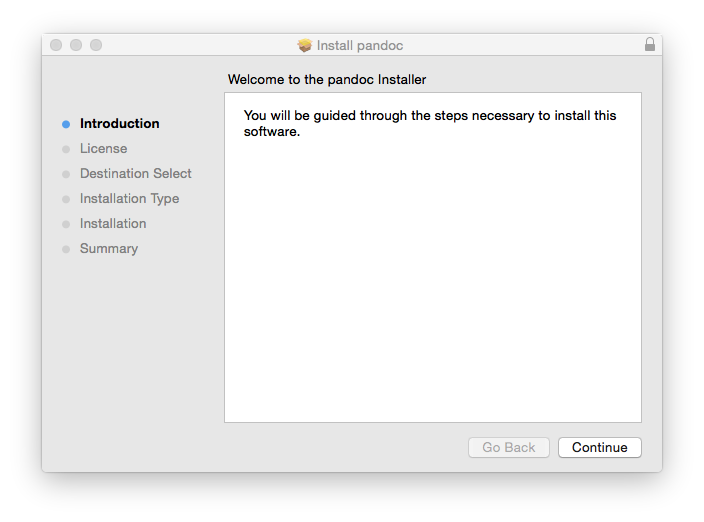 Install pandoc
Welcome to the pandoc Installer
Introduction
License
Destination Select
Installation Type
Installation
Summary
You will be guided through the steps necessary to install this
software.
Go Back
Continue